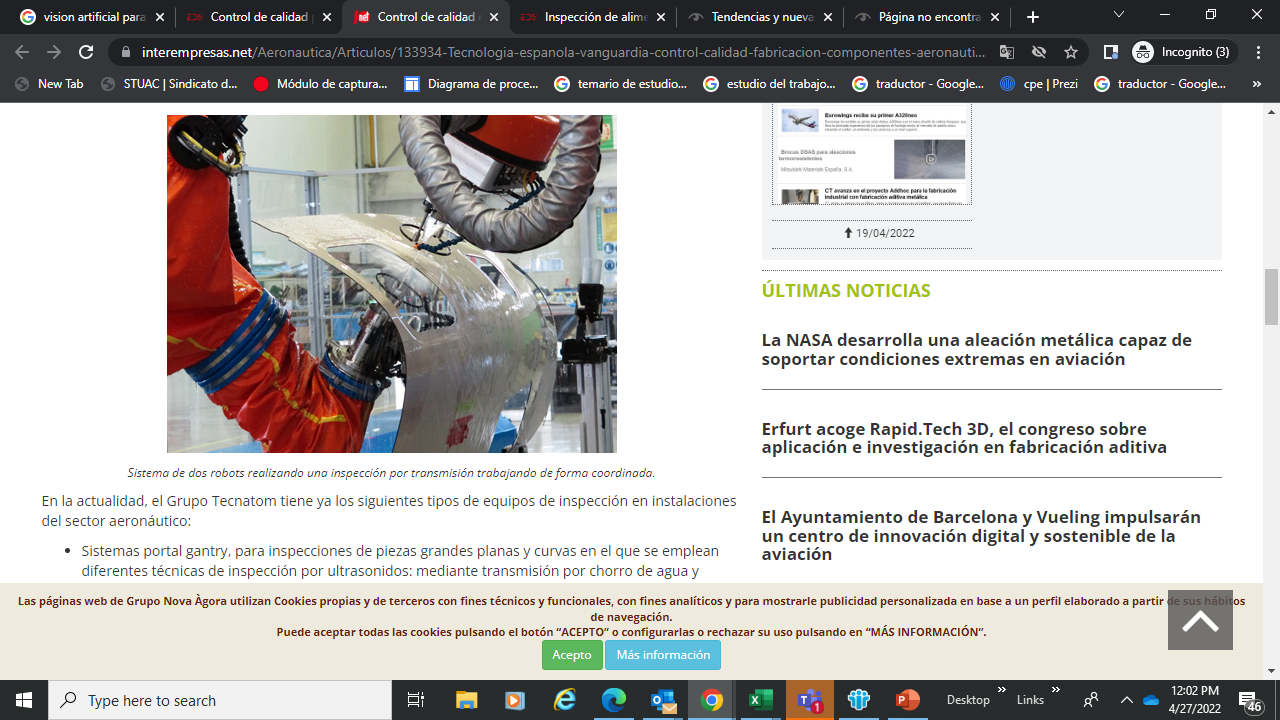 vision artificial para
Control de calidad p
Control de calidad e
Inspección de alime
Tendencias y nueva
Página no encontra
interempresas.net/Aeronautica/Articulos/133934-Tecnologia-espanola-vanguardia-control-calidad-fabricacion-componentes-aeronauti...
Incognito (3)
New Tab
STUAC | Sindicato d...
Módulo de captura...
Diagrama de proce...
temario de estudio...
estudio del trabajo...
traductor - Google...
cpe | Prezi
traductor - Google...
»
Eurowings recibe su primer A320neo
Brocas DBAS para aleaciones
termorresistentes
Mitsubishi Materials España, S.A.
CT avanza en el proyecto Addhoc para la fabricación
industrial con fabricación aditiva metálica
19/04/2022
Sistema de dos robots realizando una inspección por transmisión trabajando de forma coordinada.
En la actualidad, el Grupo Tecnatom tiene ya los siguientes tipos de equipos de inspección en instalaciones
del sector aeronáutico:
• Sistemas portal gantry, para inspecciones de piezas grandes planas y curvas en el que se emplean
diferentes técnicas de inspección por ultrasonidos: mediante transmisión por chorro de agua y
ÚLTIMAS NOTICIAS
La NASA desarrolla una aleación metálica capaz de
soportar condiciones extremas en aviación
Erfurt acoge Rapid.Tech 3D, el congreso sobre
aplicación e investigación en fabricación aditiva
El Ayuntamiento de Barcelona y Vueling impulsarán
un centro de innovación digital y sostenible de la
aviación
Las páginas web de Grupo Nova Àgora utilizan Cookies propias y de terceros con fines técnicos y funcionales, con fines analíticos y para mostrarle publicidad personalizada en base a un perfil elaborado a partir de sus hábitos
de navegación.
Puede aceptar todas las cookies pulsando el botón “ACEPTO” o configurarlas o rechazar su uso pulsando en “MÁS INFORMACIÓN”.
Acepto
Más información
Type here to search
Desktop
»
Links
»
12:02 PM
4/27/2022
46